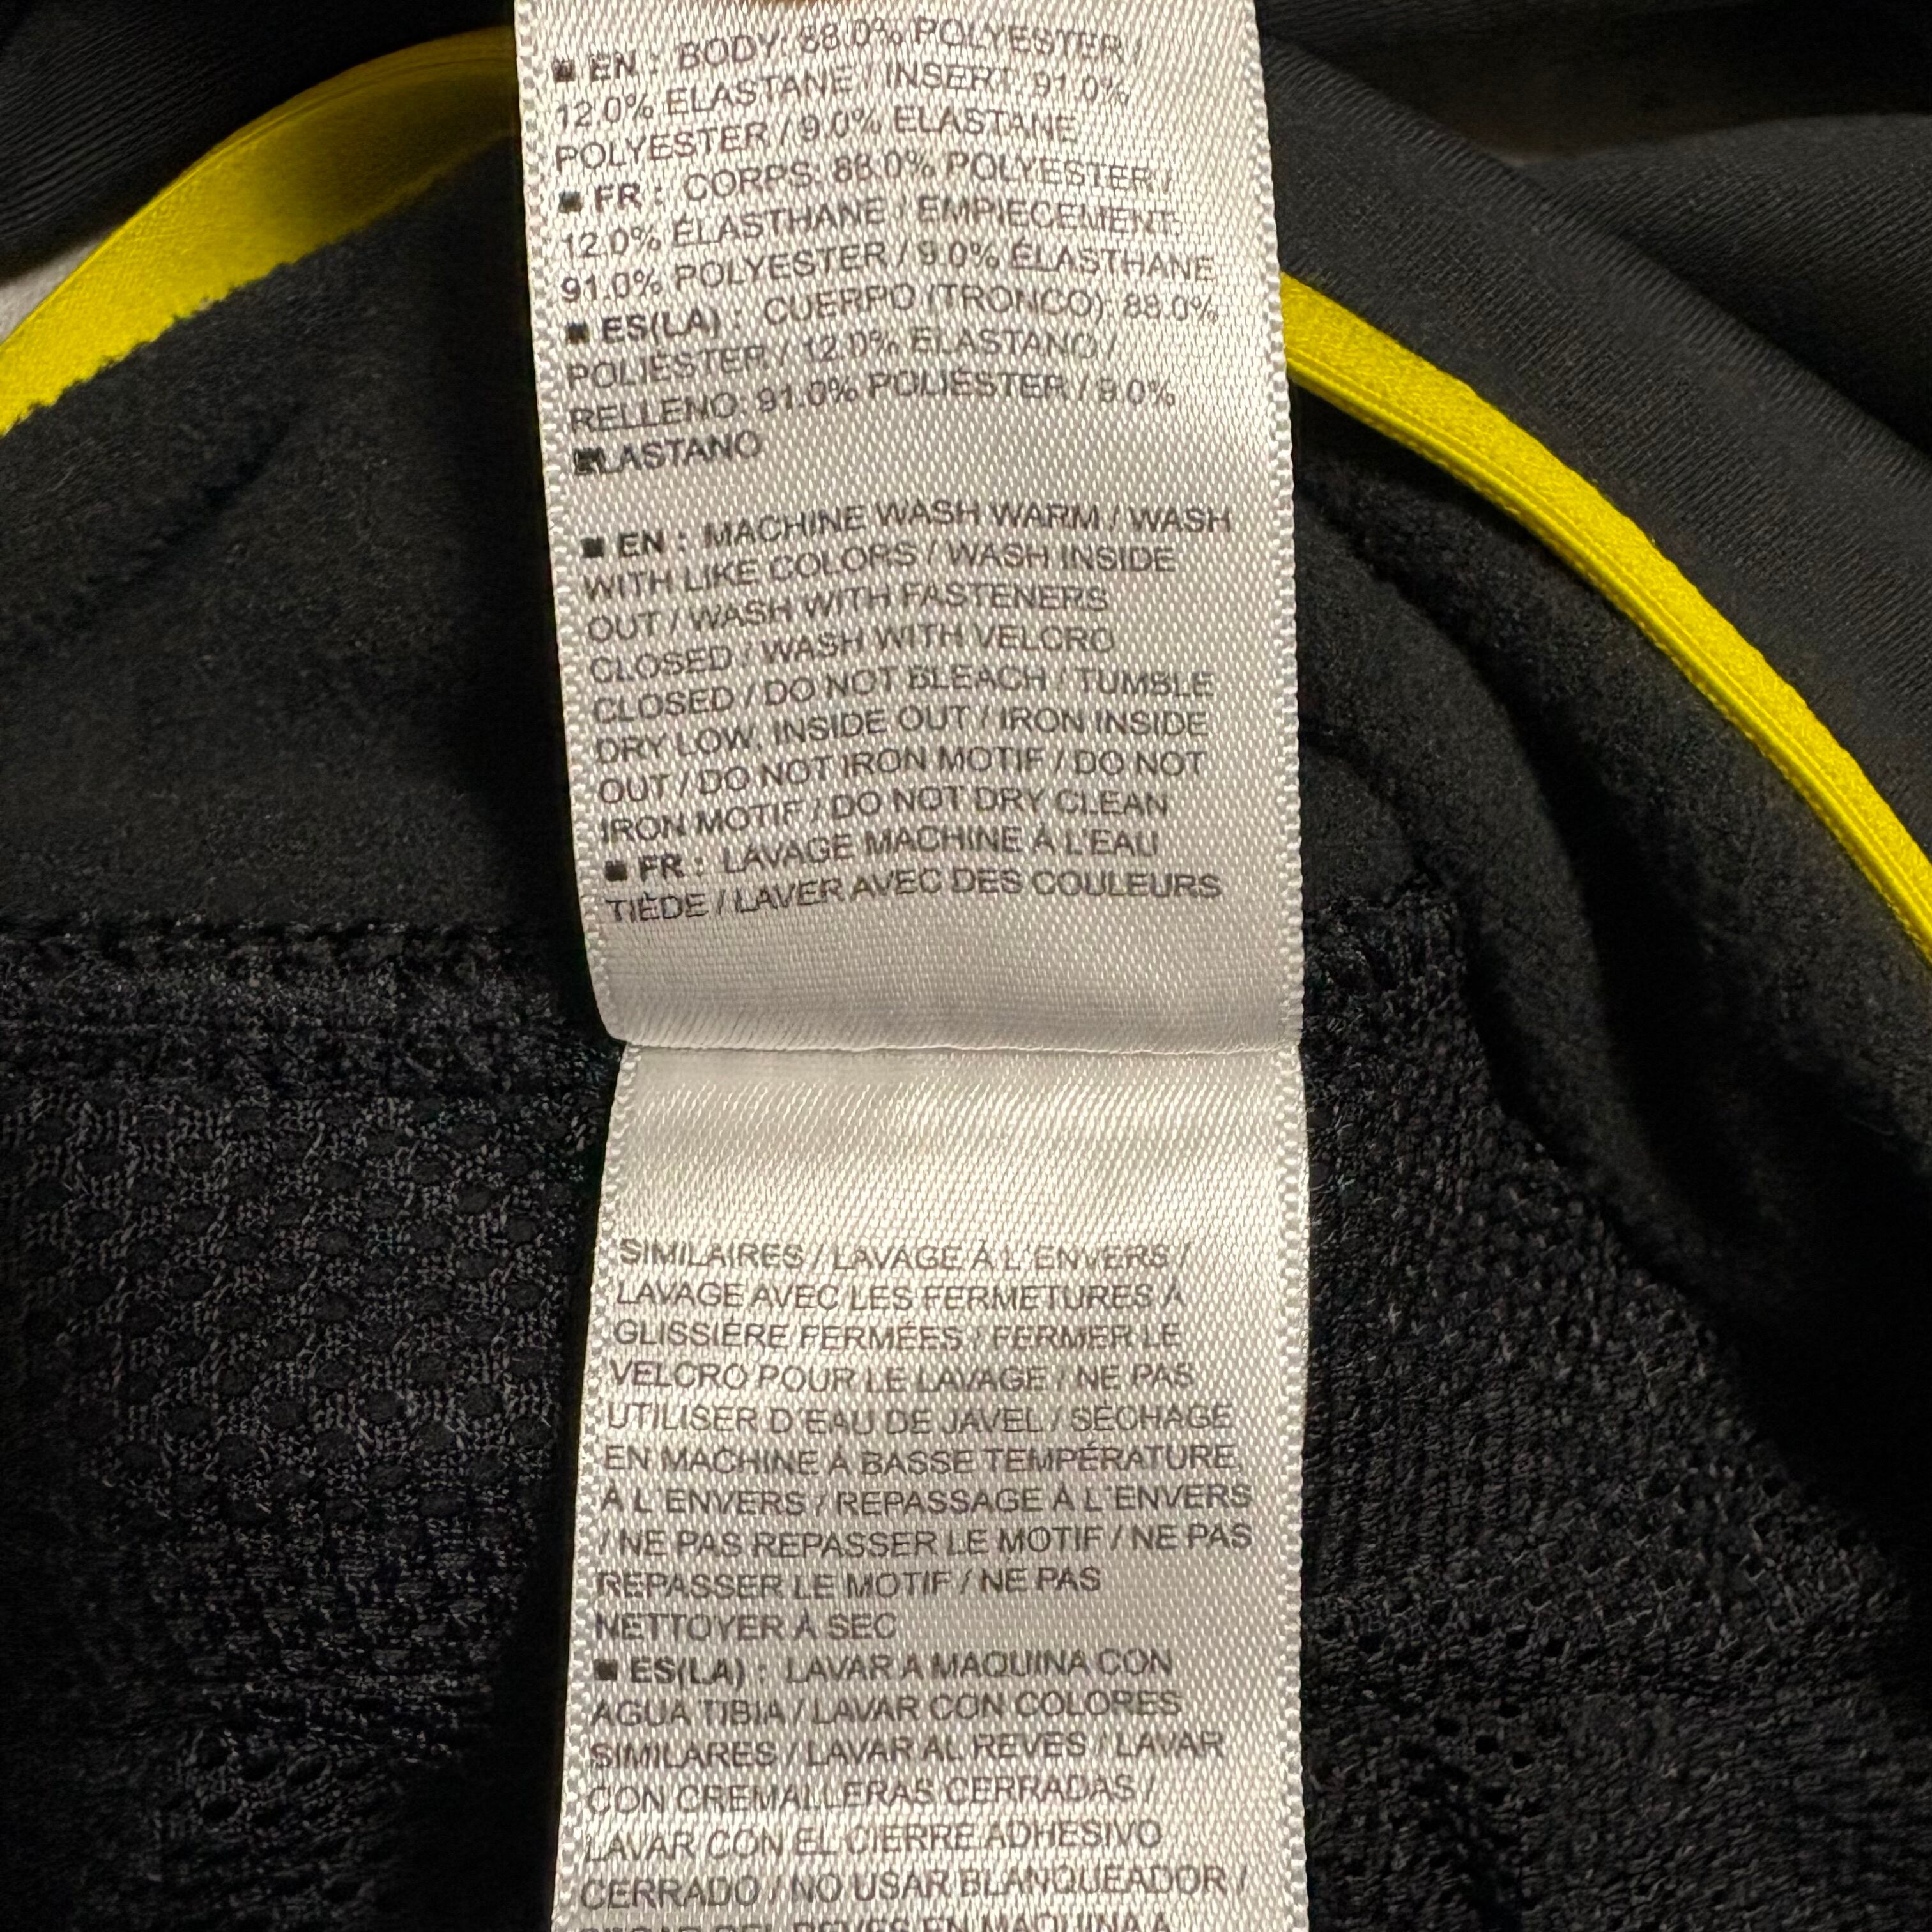 ■ EN : BODY: 88.0% POLYESTER /
12.0% ELASTANE / INSERT: 91.0%
POLYESTER / 9.0% ELASTANE
■ FR : CORPS: 88.0% POLYESTER /
12.0% ÉLASTHANE / EMPIECEMENT:
91.0% POLYESTER / 9.0% ÉLASTHANE
■ ES(LA) : CUERPO (TRONCO): 88.0%
POLIÉSTER / 12.0% ELASTANO /
RELLENO: 91.0% POLIÉSTER / 9.0%
ELASTANO
■ EN : MACHINE WASH WARM / WASH
WITH LIKE COLORS / WASH INSIDE
OUT / WASH WITH FASTENERS
CLOSED / WASH WITH VELCRO
CLOSED / DO NOT BLEACH / TUMBLE
DRY LOW, INSIDE OUT / IRON INSIDE
OUT / DO NOT IRON MOTIF / DO NOT
IRON MOTIF / DO NOT DRY CLEAN
■ FR : LAVAGE MACHINE À L'EAU
TIÈDE / LAVER AVEC DES COULEURS
SIMILAIRES / LAVAGE À L'ENVERS /
LAVAGE AVEC LES FERMETURES À
GLISSIÈRE FERMÉES / FERMER LE
VELCRO POUR LE LAVAGE / NE PAS
UTILISER D'EAU DE JAVEL / SÉCHAGE
EN MACHINE À BASSE TEMPÉRATURE,
À L'ENVERS / REPASSAGE À L'ENVERS
/ NE PAS REPASSER LE MOTIF / NE PAS
REPASSER LE MOTIF / NE PAS
NETTOYER À SEC
■ ES(LA) : LAVAR A MAQUINA CON
AGUA TIBIA / LAVAR CON COLORES
SIMILARES / LAVAR AL REVÉS / LAVAR
CON CREMALLERAS CERRADAS /
LAVAR CON EL CIERRE ADHESIVO
CERRADO / NO USAR BLANQUEADOR /
REVÉS EN MAQUINA A